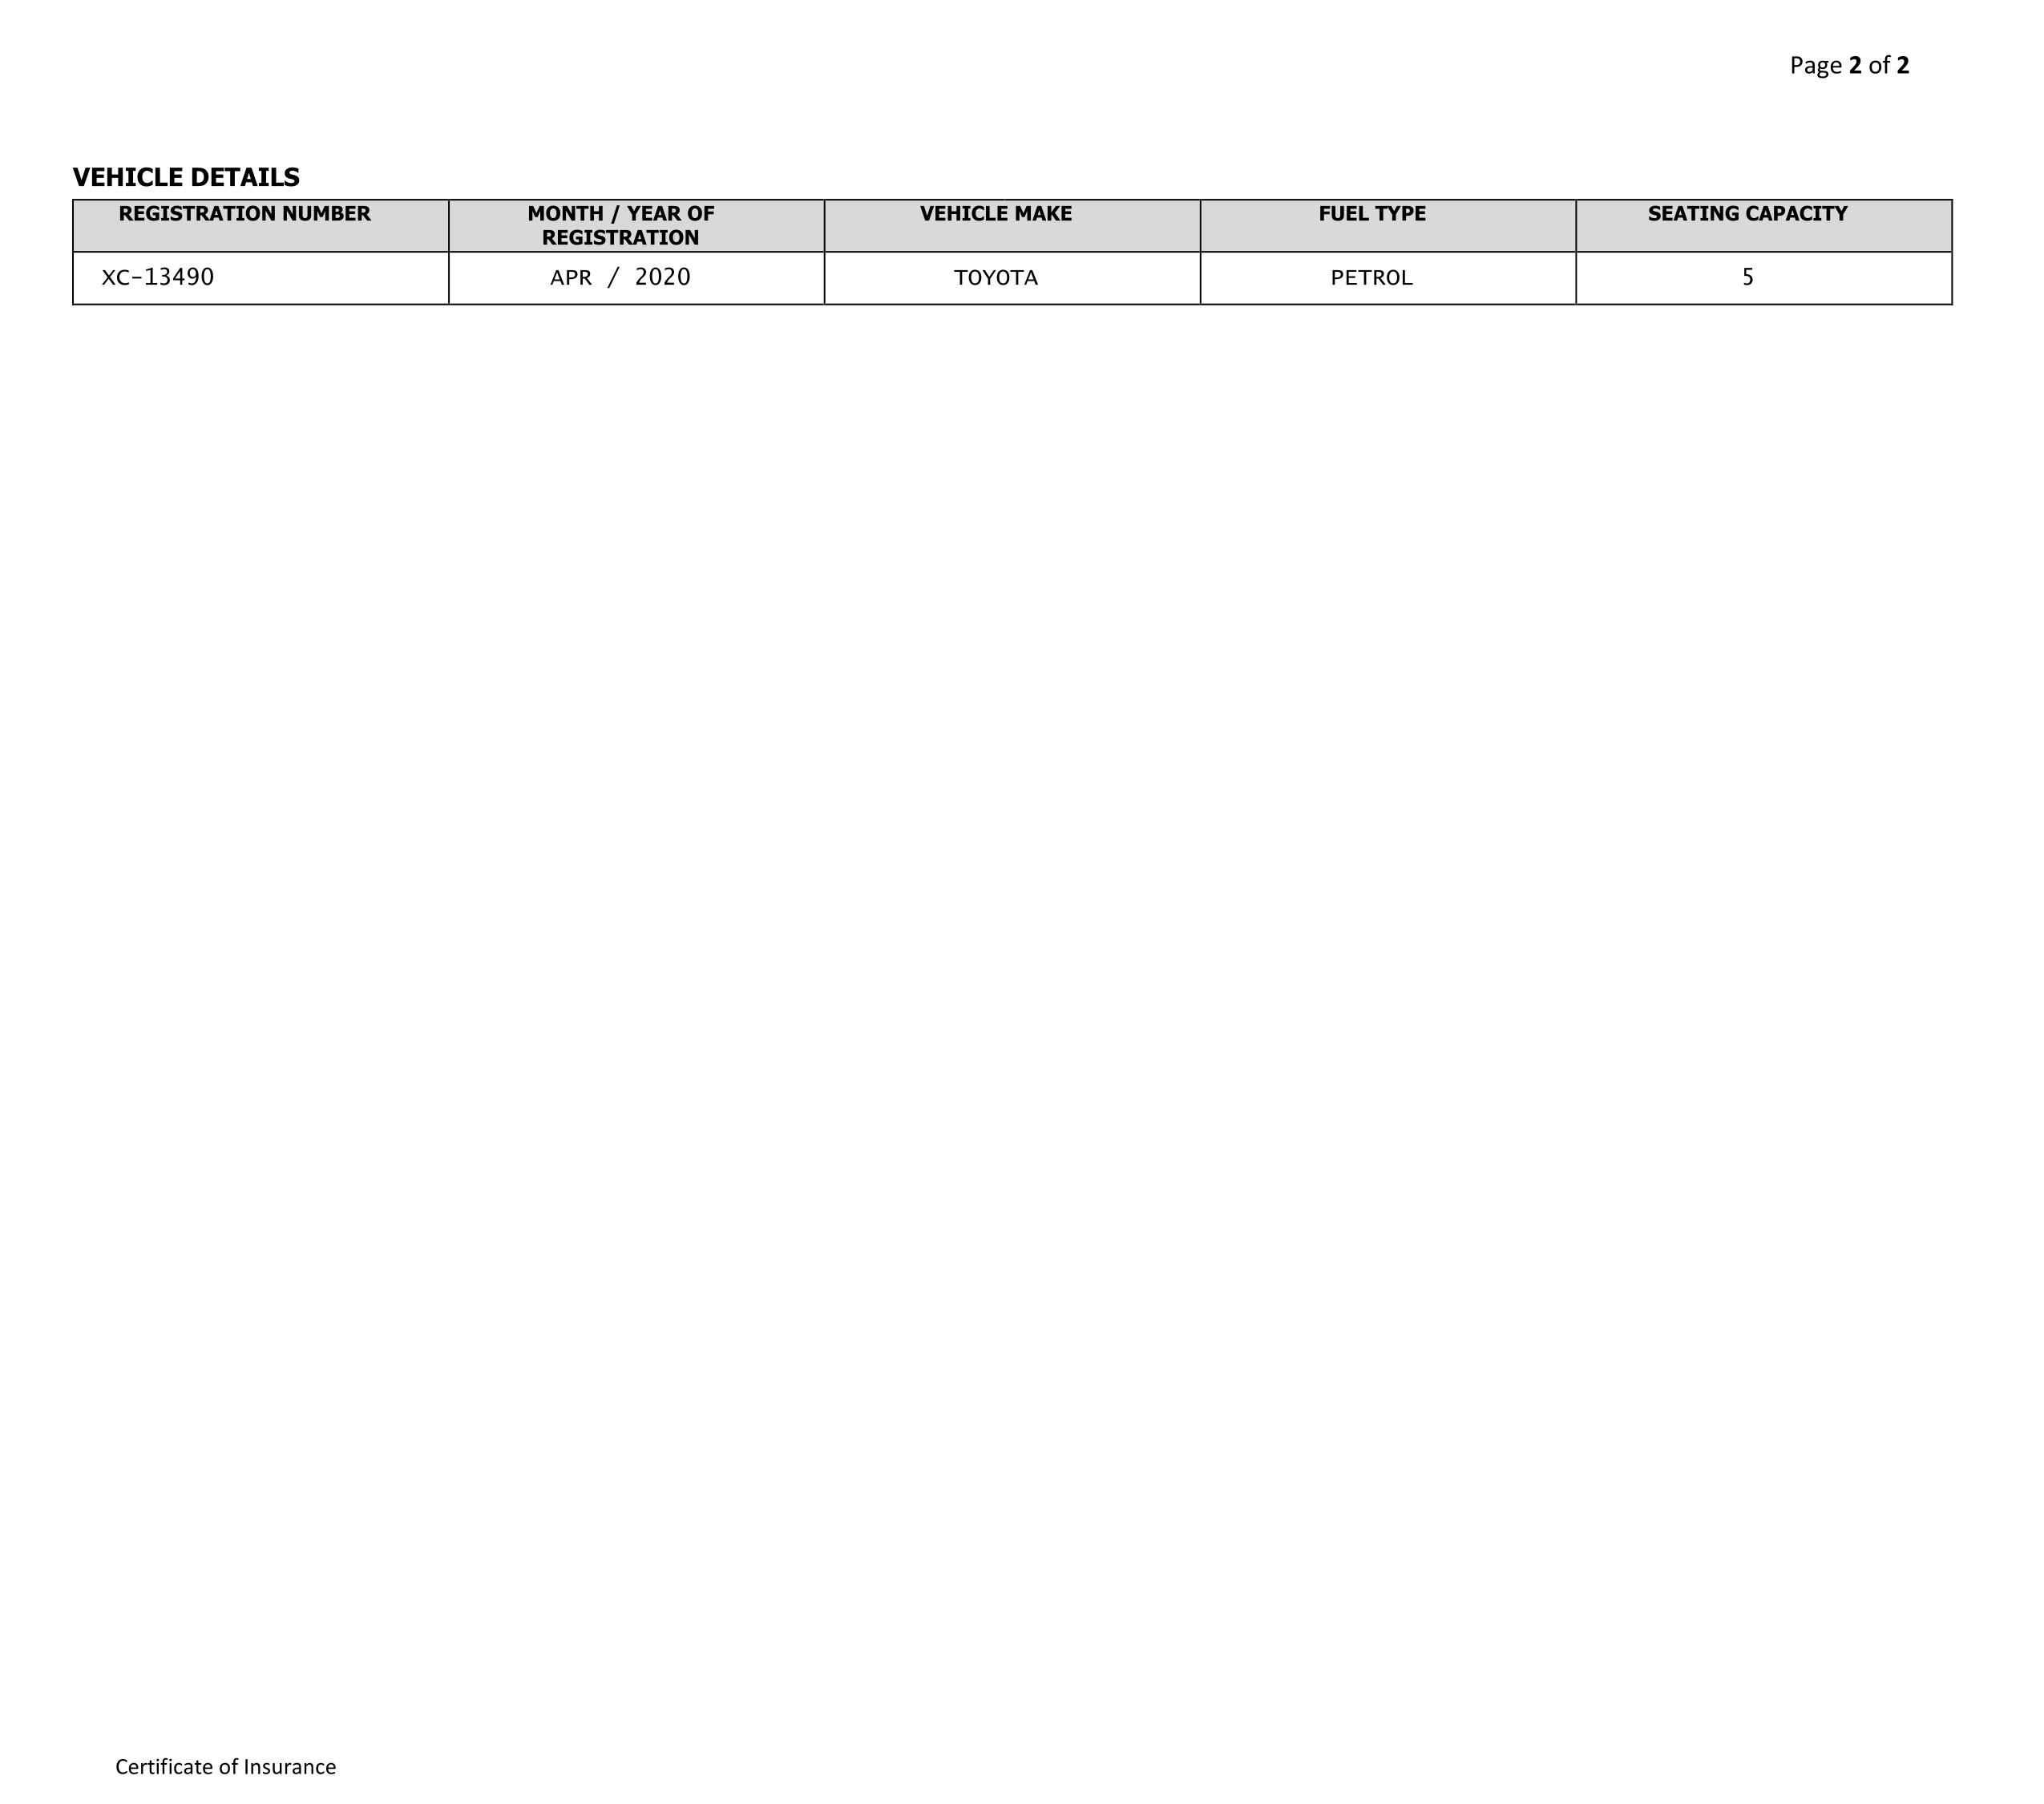 Page 2 of 2
VEHICLE DETAILS
REGISTRATION NUMBER MONTH / YEAR OF REGISTRATION VEHICLE MAKE FUEL TYPE SEATING CAPACITY
XC-13490 APR / 2020 TOYOTA PETROL 5
Certificate of Insurance